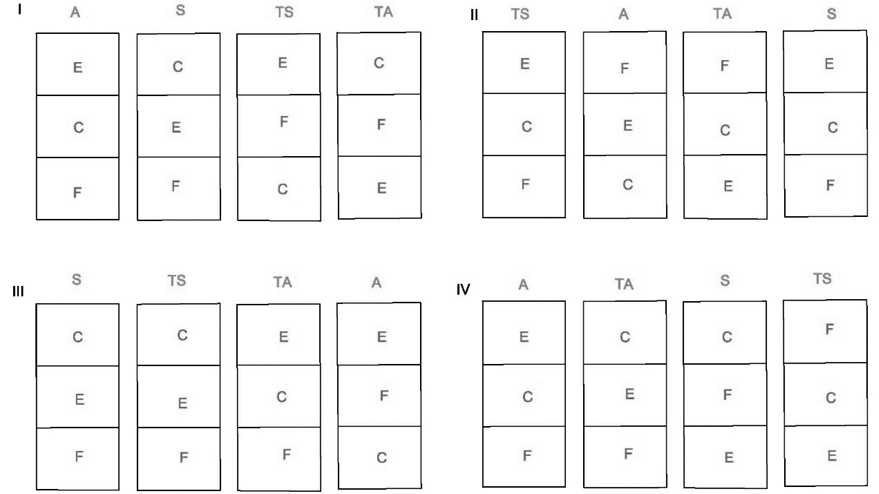 I A S TS TA
E C E C
C E F F
F F C E
II TS A TA S
E F F E
C E C C
F C E F
III S TS TA A
C C E E
E E C F
F F F C
IV A TA S TS
E C C F
C E F C
F F E E